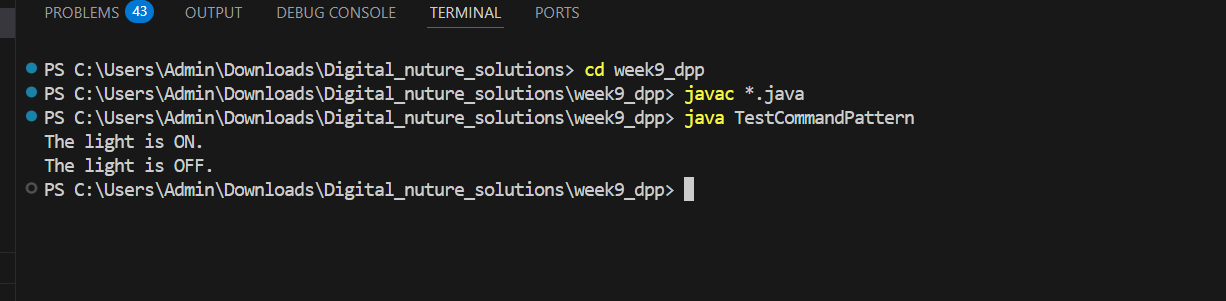 PROBLEMS 43 OUTPUT DEBUG CONSOLE TERMINAL PORTS
PS C:\Users\Admin\Downloads\Digital_nuture_solutions> cd week9_dpp
PS C:\Users\Admin\Downloads\Digital_nuture_solutions\week9_dpp> javac *.java
PS C:\Users\Admin\Downloads\Digital_nuture_solutions\week9_dpp> java TestCommandPattern
The light is ON.
The light is OFF.
PS C:\Users\Admin\Downloads\Digital_nuture_solutions\week9_dpp>